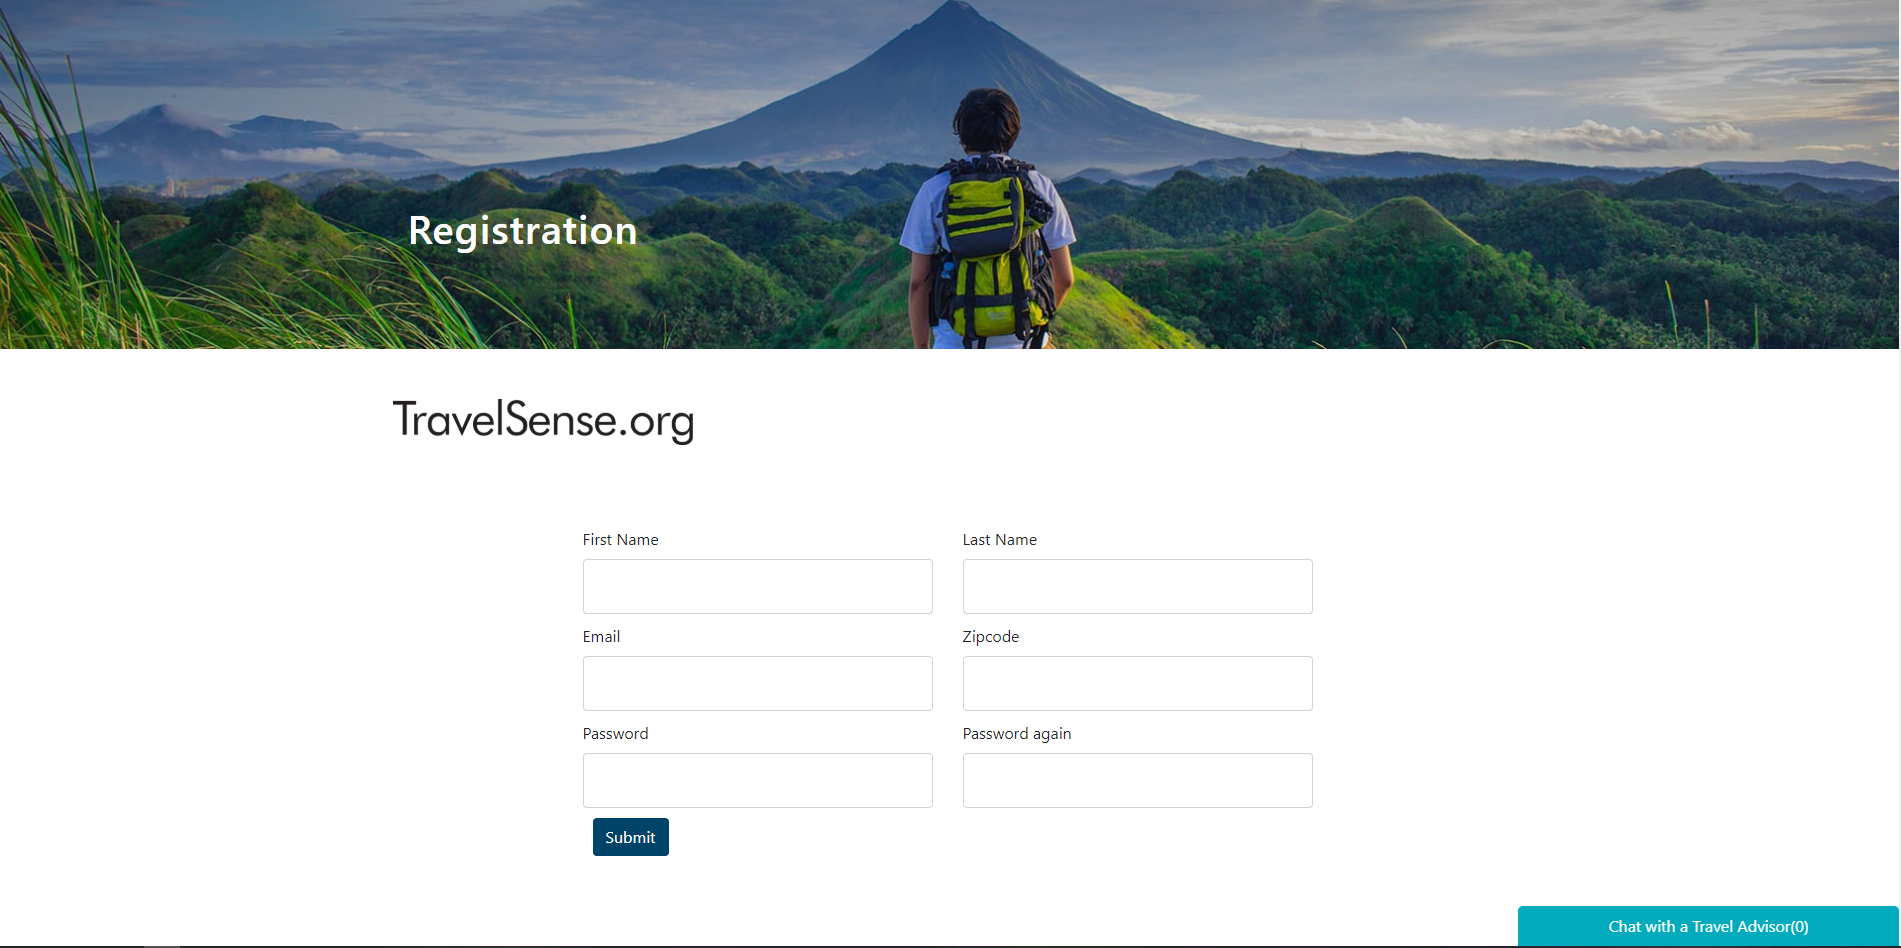 Registration
TravelSense.org
First Name
Last Name
Email
Zipcode
Password
Password again
Submit
Chat with a Travel Advisor(0)